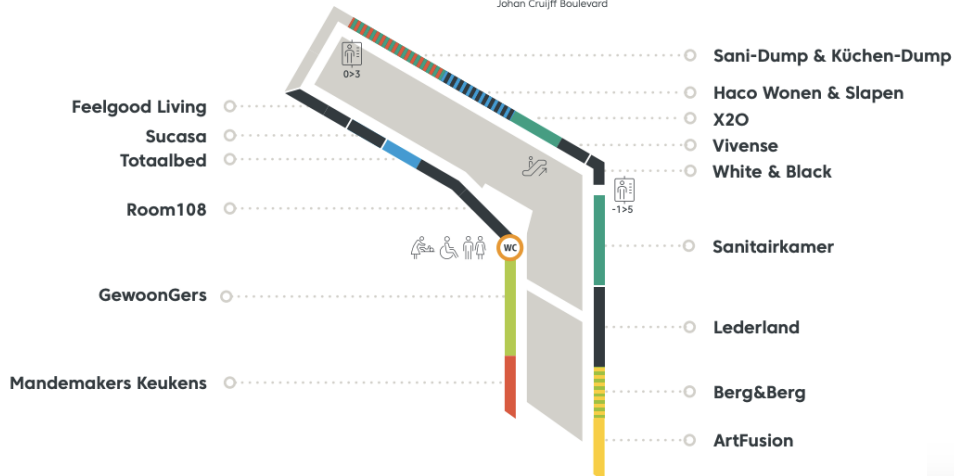 Johan Cruijff Boulevard
0>3
Sani-Dump & Küchen-Dump
Haco Wonen & Slapen
X2O
Vivense
White & Black
-1>5
Sanitairkamer
Lederland
Berg&Berg
ArtFusion
Feelgood Living
Sucasa
Totaalbed
Room108
WC
GewoonGers
Mandemakers Keukens